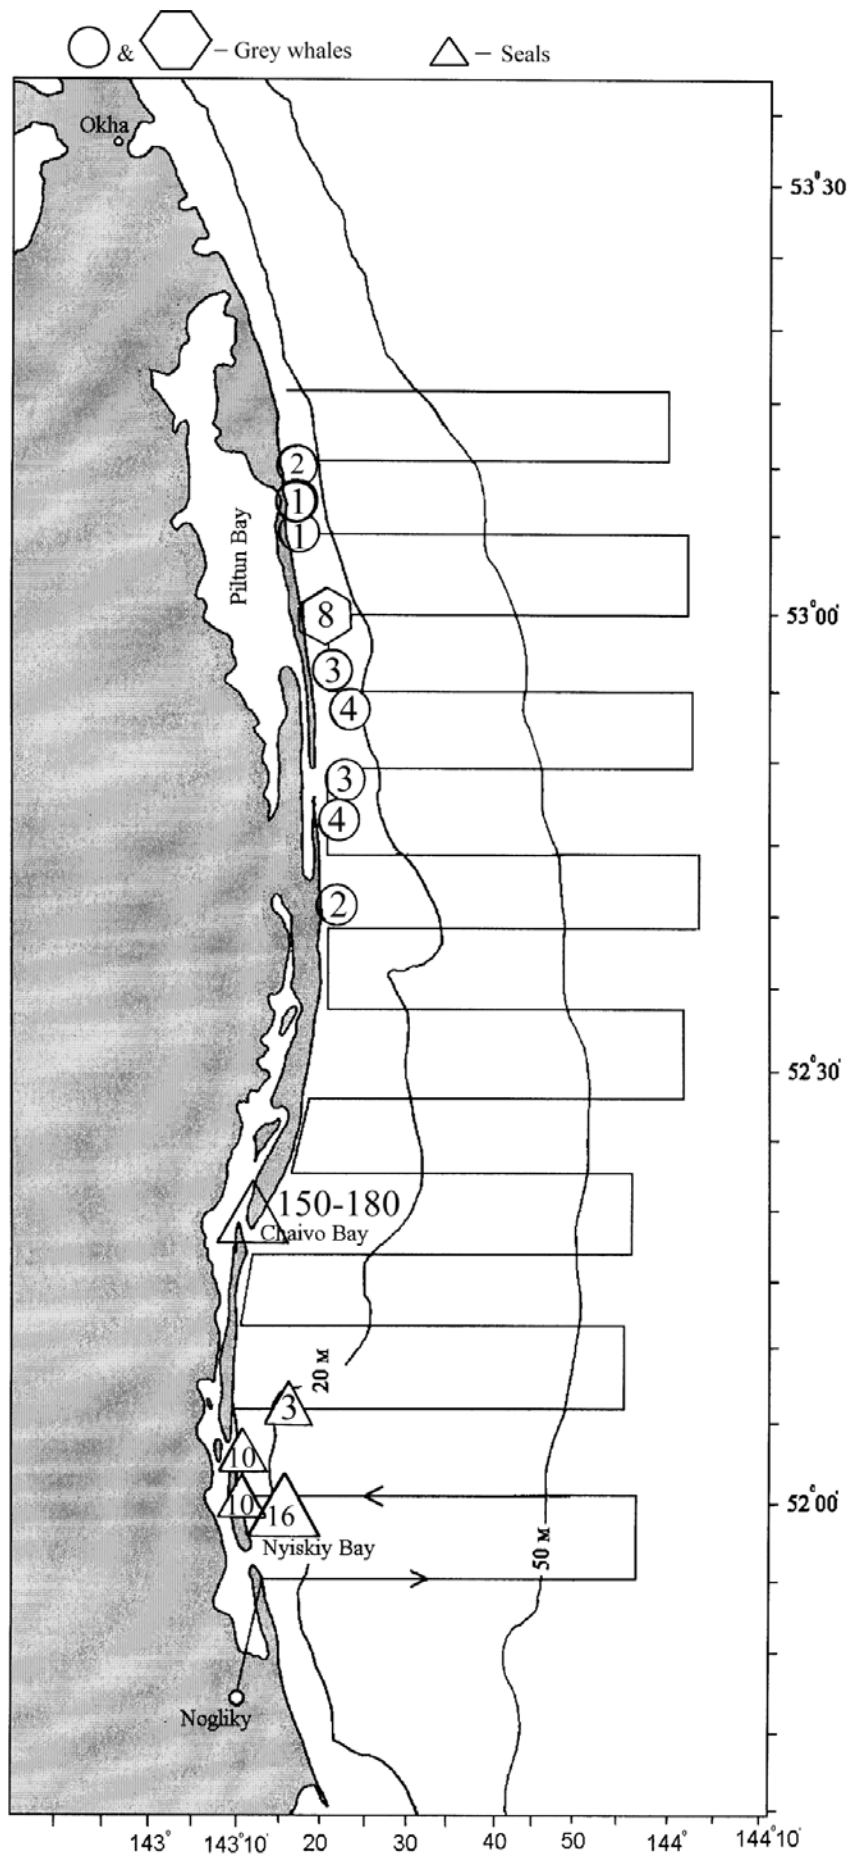 & – Grey whales – Seals
Okha
53°30'
2
1
1
Piltun Bay
8
53°00'
3
4
3
4
2
52°30'
150-180
Chaivo Bay
20 м
3
10
10
16
52°00'
Nyiskiy Bay
50 м
Nogliky
143° 143°10' 20 30 40 50 144° 144°10'